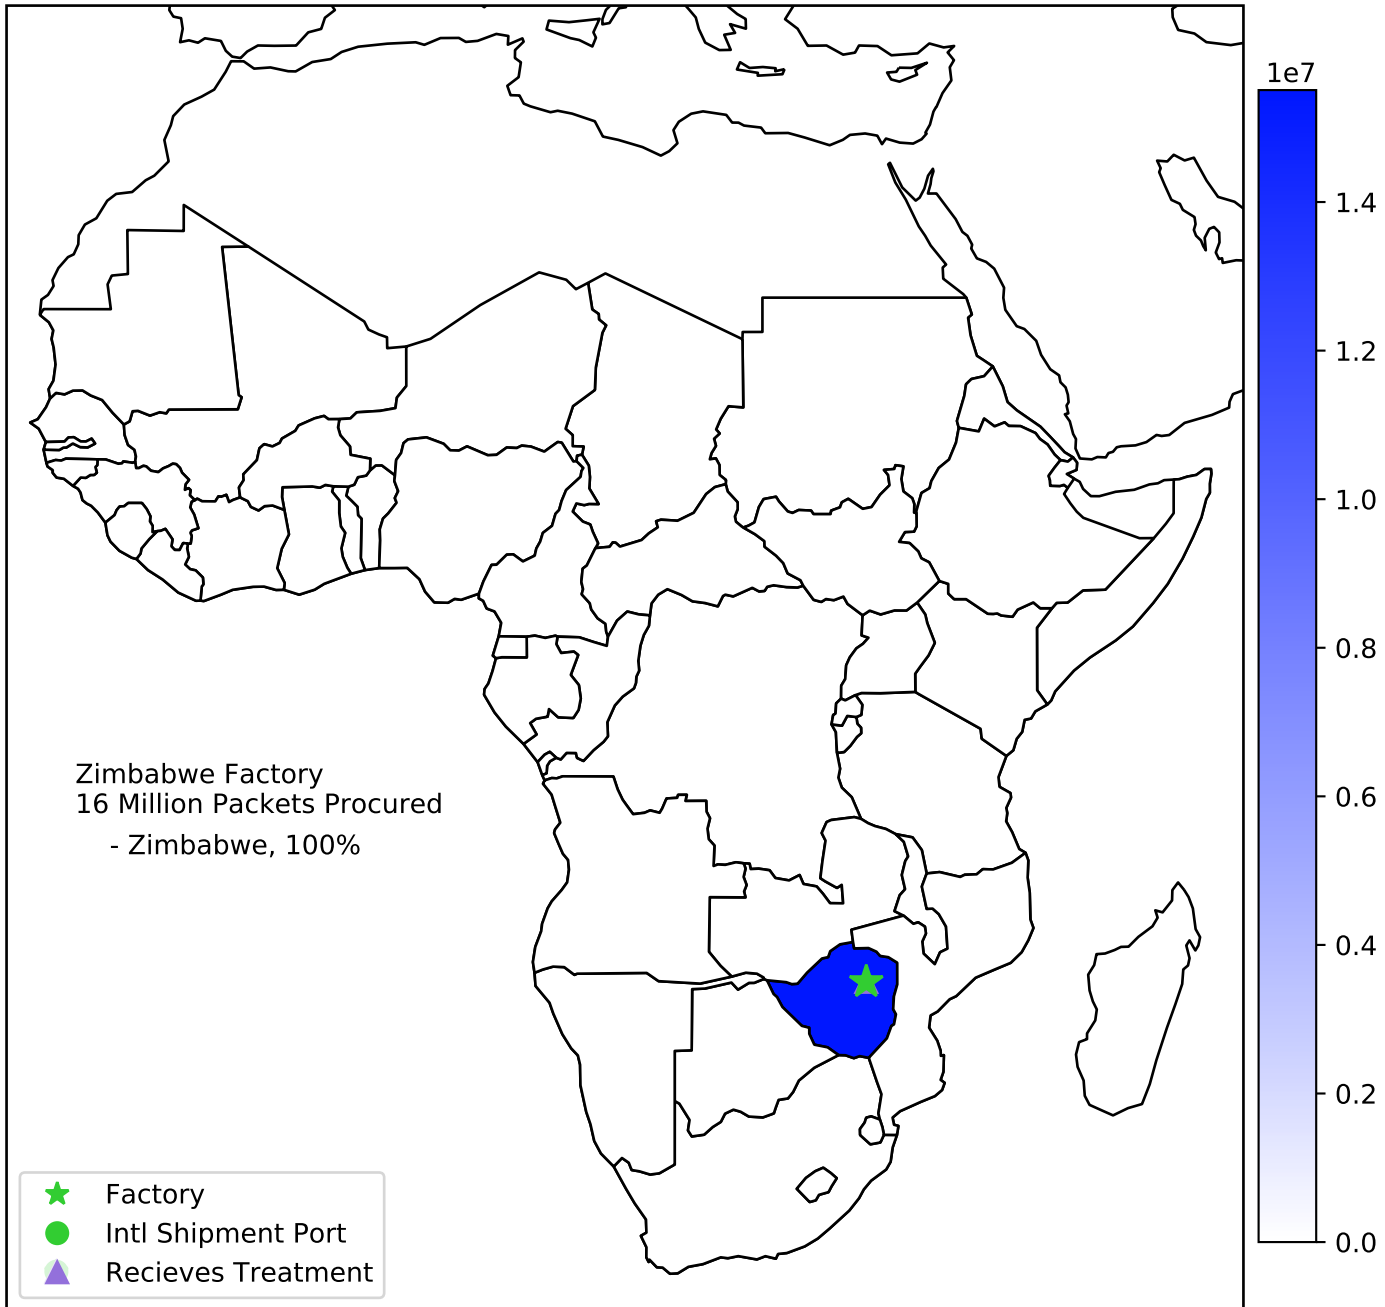 1e7
1.4
1.2
1.0
0.8
0.6
0.4
0.2
0.0
Zimbabwe Factory
16 Million Packets Procured
- Zimbabwe, 100%
Factory
Intl Shipment Port
Recieves Treatment